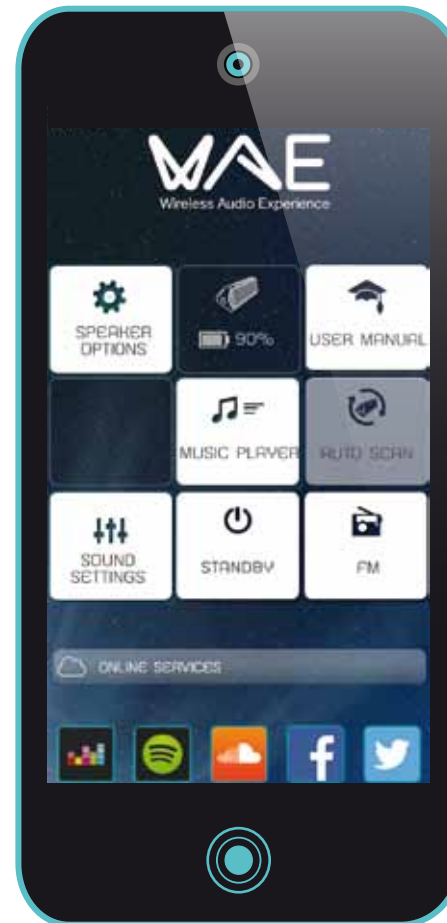 WAE
Wireless Audio Experience
SPEAKER
OPTIONS
90%
USER MANUAL
MUSIC PLAYER
AUTO SCAN
SOUND
SETTINGS
STANDBY
FM
ONLINE SERVICES
f